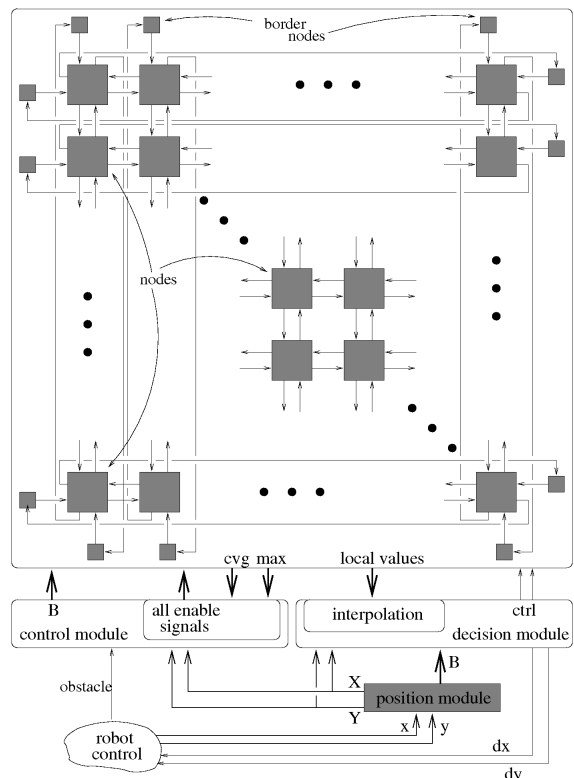 border
nodes
nodes
cvg max
local values
B
all enable
signals
control module
interpolation
ctrl
decision module
B
X
Y
position module
obstacle
x
y
robot
control
dx
dy